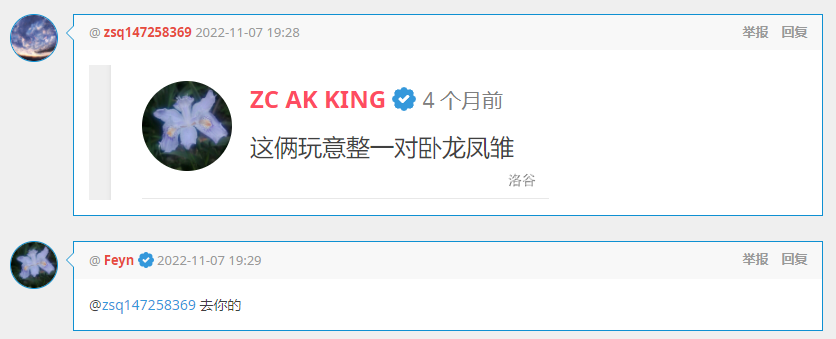 @ zsq147258369 2022-11-07 19:28 举报 回复
ZC AK KING 4 个月前
这俩玩意整一对卧龙凤雏
洛谷
@ Feyn 2022-11-07 19:29 举报 回复
@zsq147258369 去你的